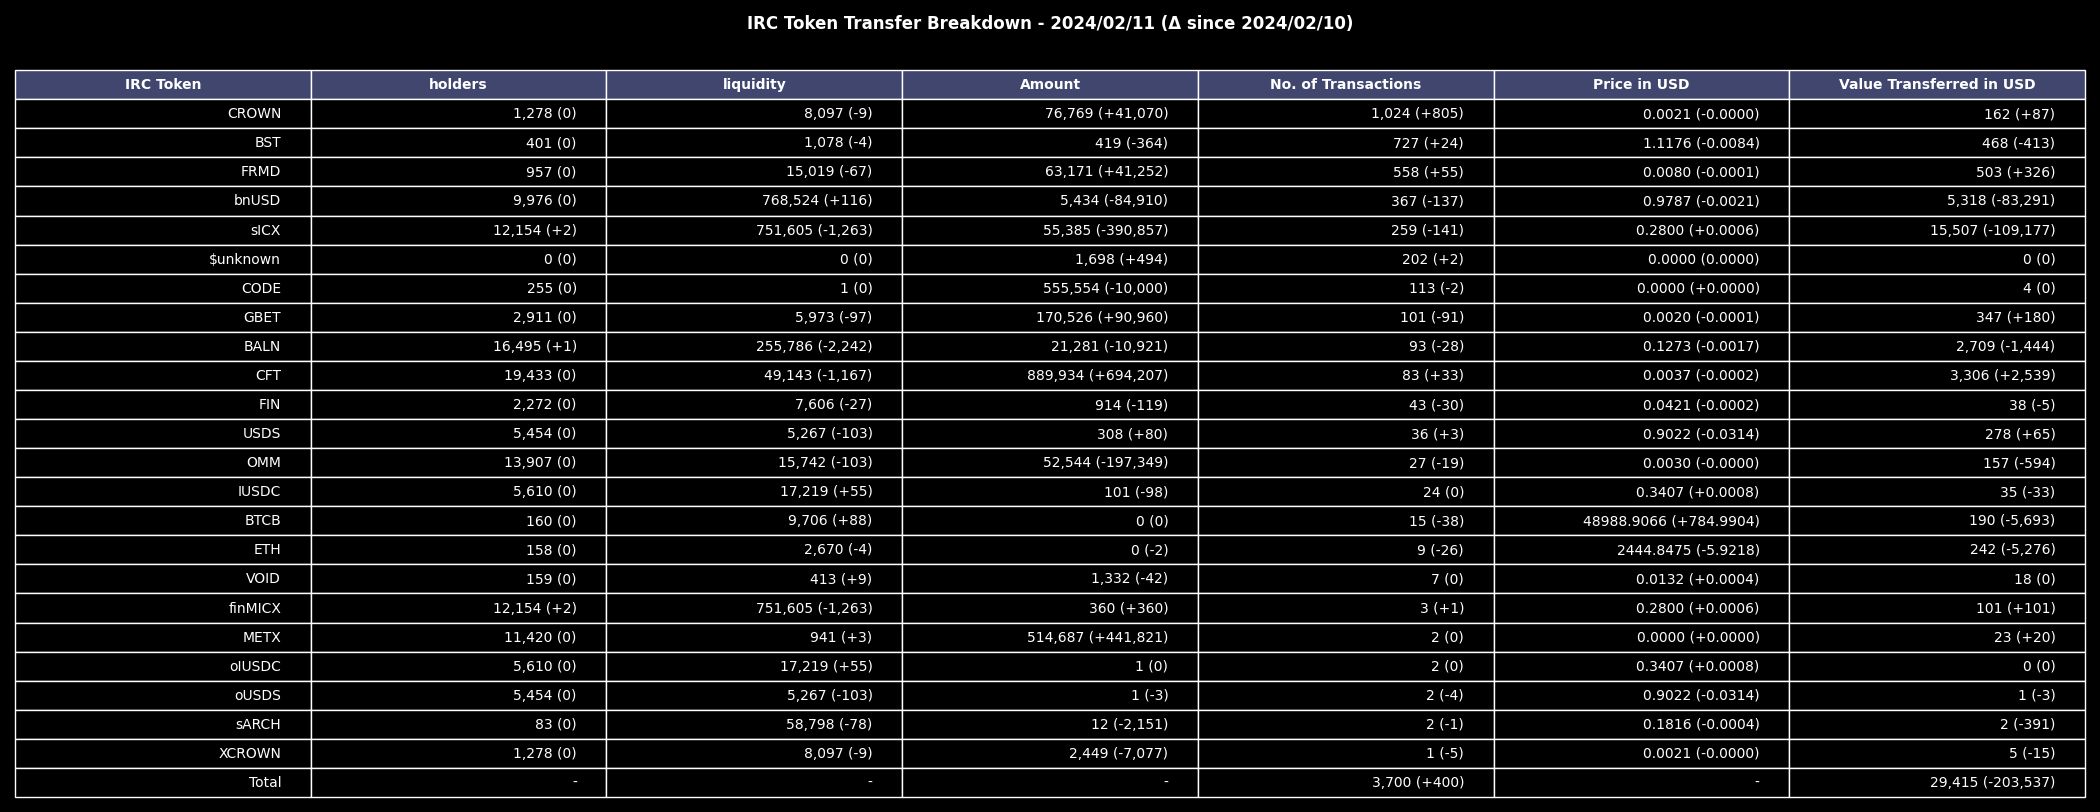 IRC Token Transfer Breakdown - 2024/02/11 (Δ since 2024/02/10)
IRC Token holders liquidity Amount No. of Transactions Price in USD Value Transferred in USD
CROWN 1,278 (0) 8,097 (-9) 76,769 (+41,070) 1,024 (+805) 0.0021 (-0.0000) 162 (+87)
BST 401 (0) 1,078 (-4) 419 (-364) 727 (+24) 1.1176 (-0.0084) 468 (-413)
FRMD 957 (0) 15,019 (-67) 63,171 (+41,252) 558 (+55) 0.0080 (-0.0001) 503 (+326)
bnUSD 9,976 (0) 768,524 (+116) 5,434 (-84,910) 367 (-137) 0.9787 (-0.0021) 5,318 (-83,291)
sICX 12,154 (+2) 751,605 (-1,263) 55,385 (-390,857) 259 (-141) 0.2800 (+0.0006) 15,507 (-109,177)
$unknown 0 (0) 0 (0) 1,698 (+494) 202 (+2) 0.0000 (0.0000) 0 (0)
CODE 255 (0) 1 (0) 555,554 (-10,000) 113 (-2) 0.0000 (+0.0000) 4 (0)
GBET 2,911 (0) 5,973 (-97) 170,526 (+90,960) 101 (-91) 0.0020 (-0.0001) 347 (+180)
BALN 16,495 (+1) 255,786 (-2,242) 21,281 (-10,921) 93 (-28) 0.1273 (-0.0017) 2,709 (-1,444)
CFT 19,433 (0) 49,143 (-1,167) 889,934 (+694,207) 83 (+33) 0.0037 (-0.0002) 3,306 (+2,539)
FIN 2,272 (0) 7,606 (-27) 914 (-119) 43 (-30) 0.0421 (-0.0002) 38 (-5)
USDS 5,454 (0) 5,267 (-103) 308 (+80) 36 (+3) 0.9022 (-0.0314) 278 (+65)
OMM 13,907 (0) 15,742 (-103) 52,544 (-197,349) 27 (-19) 0.0030 (-0.0000) 157 (-594)
IUSDC 5,610 (0) 17,219 (+55) 101 (-98) 24 (0) 0.3407 (+0.0008) 35 (-33)
BTCB 160 (0) 9,706 (+88) 0 (0) 15 (-38) 48988.9066 (+784.9904) 190 (-5,693)
ETH 158 (0) 2,670 (-4) 0 (-2) 9 (-26) 2444.8475 (-5.9218) 242 (-5,276)
VOID 159 (0) 413 (+9) 1,332 (-42) 7 (0) 0.0132 (+0.0004) 18 (0)
finMICX 12,154 (+2) 751,605 (-1,263) 360 (+360) 3 (+1) 0.2800 (+0.0006) 101 (+101)
METX 11,420 (0) 941 (+3) 514,687 (+441,821) 2 (0) 0.0000 (+0.0000) 23 (+20)
oIUSDC 5,610 (0) 17,219 (+55) 1 (0) 2 (0) 0.3407 (+0.0008) 0 (0)
oUSDS 5,454 (0) 5,267 (-103) 1 (-3) 2 (-4) 0.9022 (-0.0314) 1 (-3)
sARCH 83 (0) 58,798 (-78) 12 (-2,151) 2 (-1) 0.1816 (-0.0004) 2 (-391)
XCROWN 1,278 (0) 8,097 (-9) 2,449 (-7,077) 1 (-5) 0.0021 (-0.0000) 5 (-15)
Total - - - 3,700 (+400) - 29,415 (-203,537)